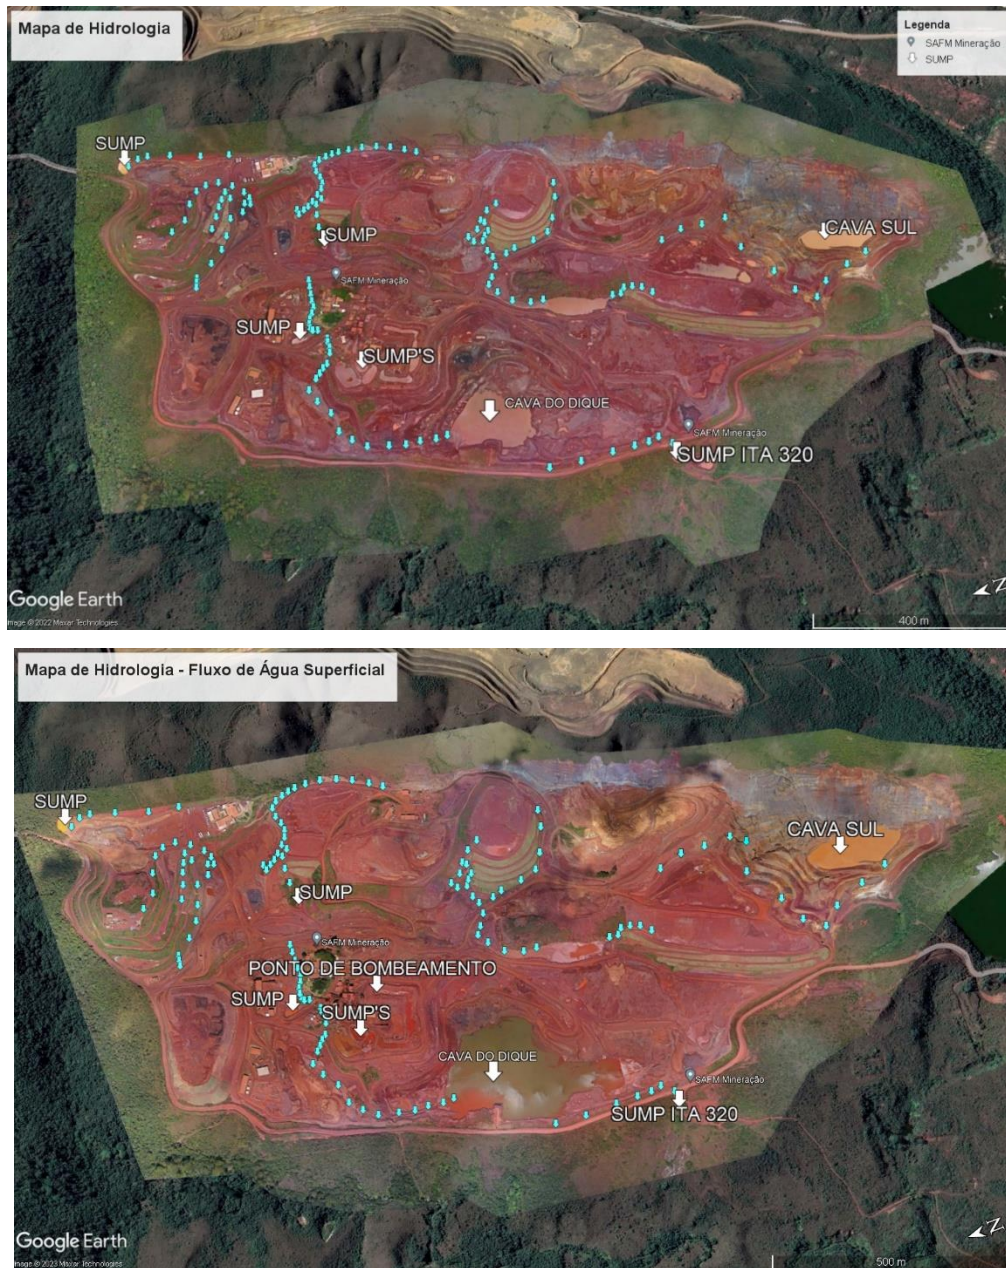 Mapa de Hidrologia
Legenda
SAFM Mineração
SUMP
SUMP
CAVA SUL
SUMP
SAFM Mineração
SUMP
SUMP'S
CAVA DO DIQUE
SAFM Mineração
SUMP ITA 320
Google Earth
Image © 2022 Maxar Technologies
400 m
Z
Mapa de Hidrologia - Fluxo de Água Superficial
SUMP
CAVA SUL
SUMP
SAFM Mineração
PONTO DE BOMBEAMENTO
SUMP
SUMP'S
CAVA DO DIQUE
SAFM Mineração
SUMP ITA 320
Google Earth
Image © 2023 Maxar Technologies
500 m
Z